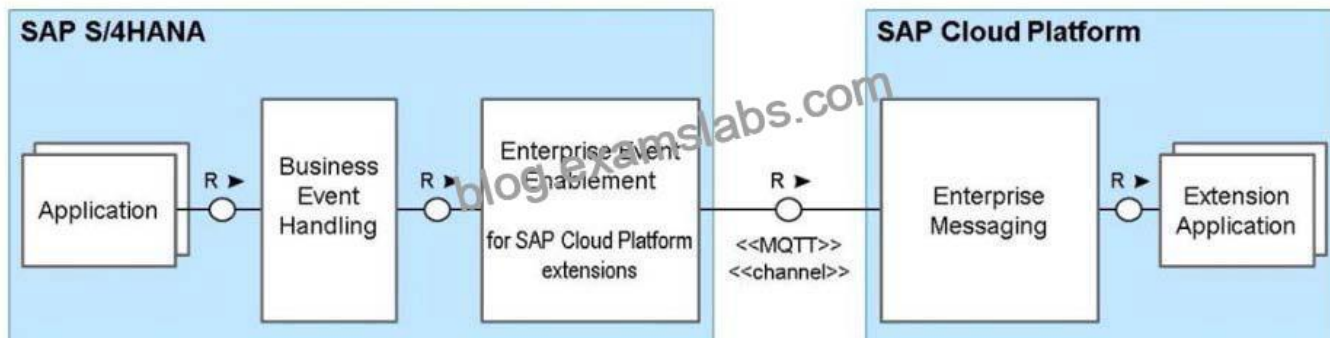 SAP S/4HANA
Application
R ►
Business
Event
Handling
R ►
Enterprise Event
Enablement
for SAP Cloud Platform
extensions
R ►
<<MQTT>>
<<channel>>
SAP Cloud Platform
Enterprise
Messaging
R ►
Extension
Application
blog.examslabs.com